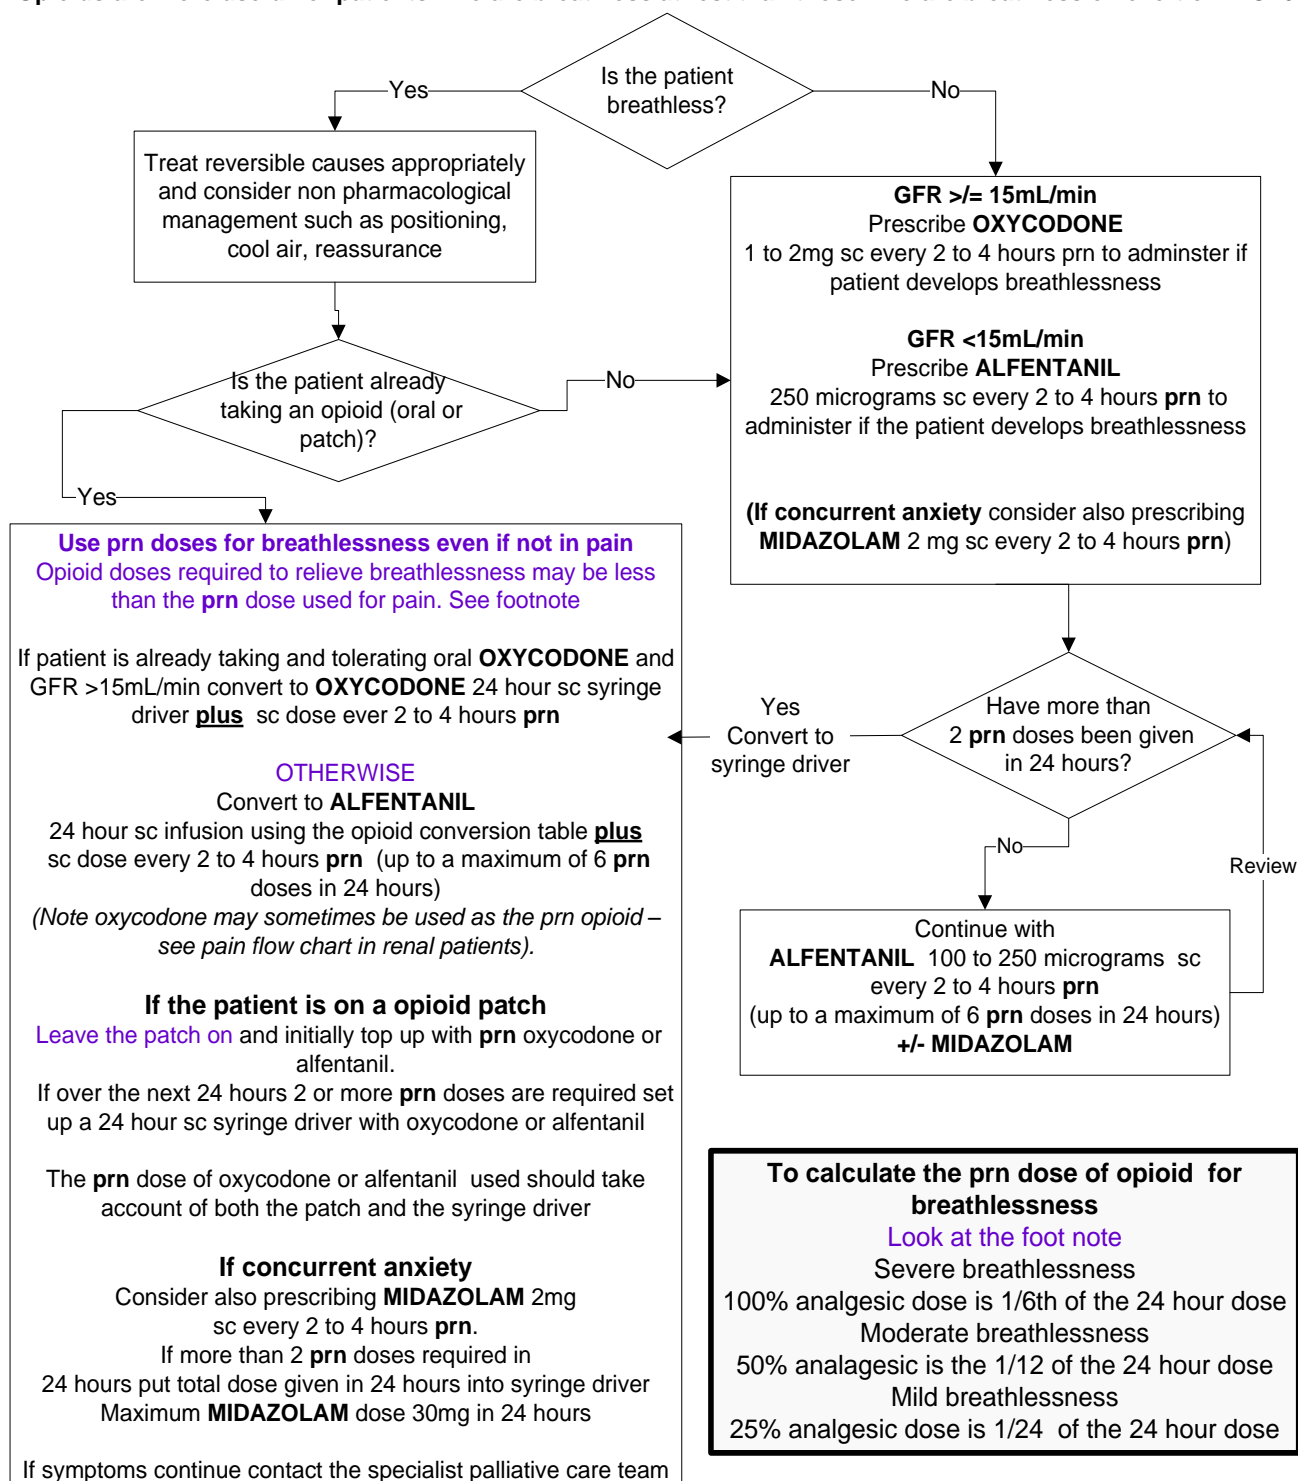 Is the patient
breathless?
Yes
No
Treat reversible causes appropriately
and consider non pharmacological
management such as positioning,
cool air, reassurance
GFR >/= 15mL/min
Prescribe OXYCODONE
1 to 2mg sc every 2 to 4 hours prn to adminster if
patient develops breathlessness
GFR <15mL/min
Prescribe ALFENTANIL
250 micrograms sc every 2 to 4 hours prn to
administer if the patient develops breathlessness
(If concurrent anxiety consider also prescribing
MIDAZOLAM 2 mg sc every 2 to 4 hours prn)
Is the patient already
taking an opioid (oral or
patch)?
No
Yes
Use prn doses for breathlessness even if not in pain
Opioid doses required to relieve breathlessness may be less
than the prn dose used for pain. See footnote
If patient is already taking and tolerating oral OXYCODONE and
GFR >15mL/min convert to OXYCODONE 24 hour sc syringe
driver plus sc dose ever 2 to 4 hours prn
OTHERWISE
Convert to ALFENTANIL
24 hour sc infusion using the opioid conversion table plus
sc dose every 2 to 4 hours prn (up to a maximum of 6 prn
doses in 24 hours)
(Note oxycodone may sometimes be used as the prn opioid –
see pain flow chart in renal patients).
If the patient is on a opioid patch
Leave the patch on and initially top up with prn oxycodone or
alfentanil.
If over the next 24 hours 2 or more prn doses are required set
up a 24 hour sc syringe driver with oxycodone or alfentanil
The prn dose of oxycodone or alfentanil used should take
account of both the patch and the syringe driver
If concurrent anxiety
Consider also prescribing MIDAZOLAM 2mg
sc every 2 to 4 hours prn.
If more than 2 prn doses required in
24 hours put total dose given in 24 hours into syringe driver
Maximum MIDAZOLAM dose 30mg in 24 hours
If symptoms continue contact the specialist palliative care team
Have more than
2 prn doses been given
in 24 hours?
Yes
Convert to
syringe driver
No
Review
Continue with
ALFENTANIL 100 to 250 micrograms sc
every 2 to 4 hours prn
(up to a maximum of 6 prn doses in 24 hours)
+/- MIDAZOLAM
To calculate the prn dose of opioid for
breathlessness
Look at the foot note
Severe breathlessness
100% analgesic dose is 1/6th of the 24 hour dose
Moderate breathlessness
50% analagesic is the 1/12 of the 24 hour dose
Mild breathlessness
25% analgesic dose is 1/24 of the 24 hour dose